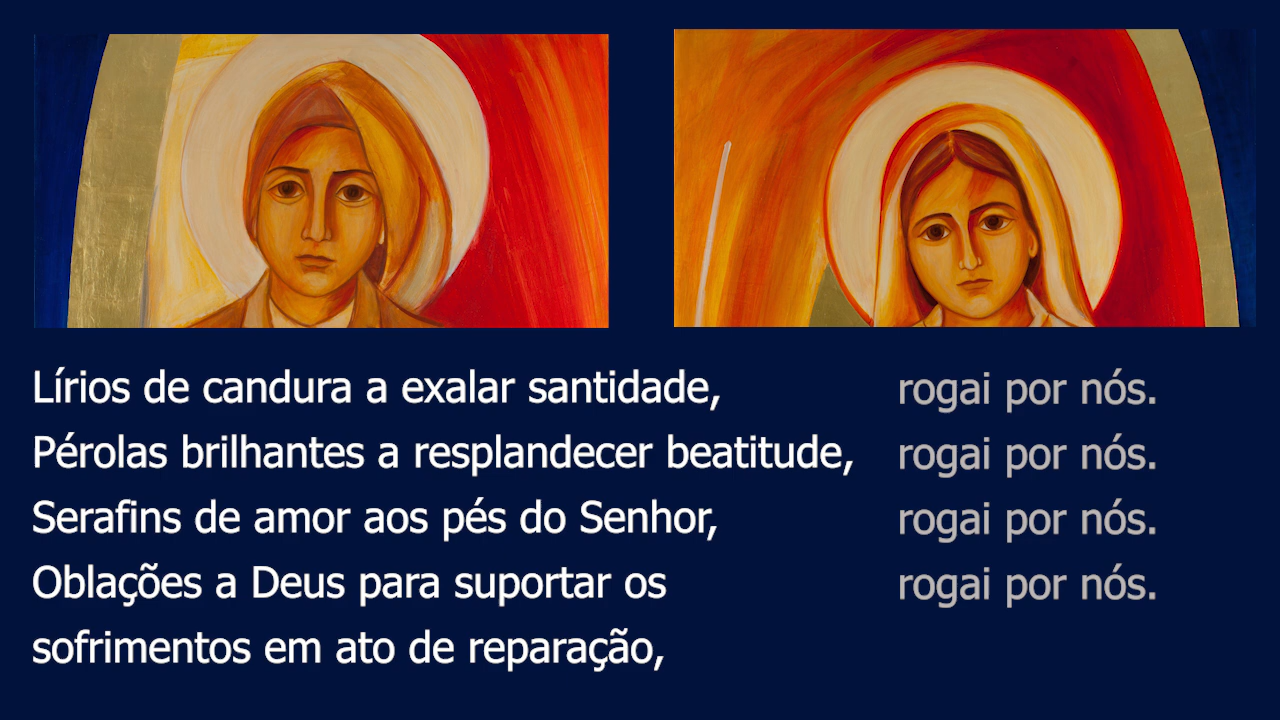 Lírios de candura a exalar santidade, rogai por nós.
Pérolas brilhantes a resplandecer beatitude, rogai por nós.
Serafins de amor aos pés do Senhor, rogai por nós.
Oblações a Deus para suportar os rogai por nós.
sofrimentos em ato de reparação,